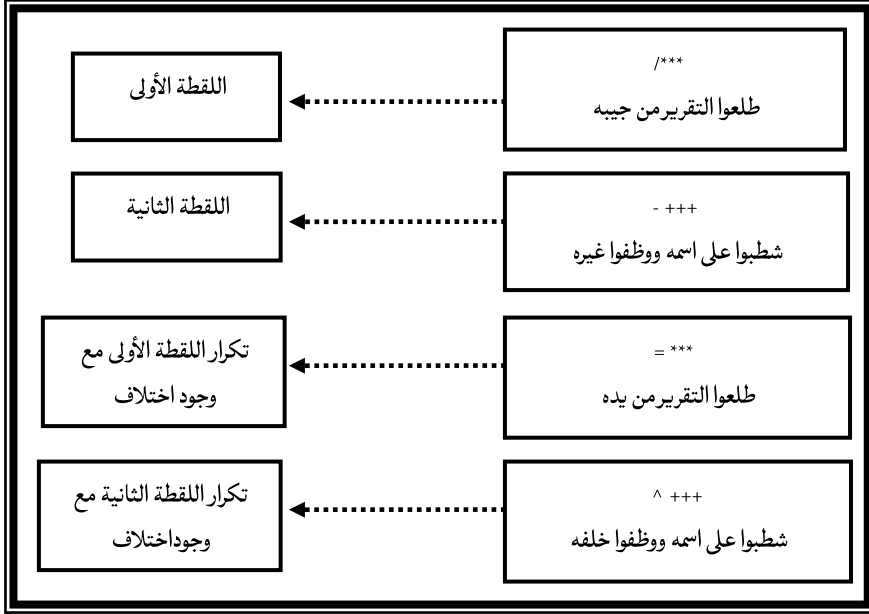 /***
طلعوا التقرير من جيبه
اللقطة الأولى
- +++
شطبوا على اسمه ووظفوا غيره
اللقطة الثانية
= ***
طلعوا التقرير من يده
تكرار اللقطة الأولى مع
وجود اختلاف
^ +++
شطبوا على اسمه ووظفوا خلفه
تكرار اللقطة الثانية مع
وجوداختلاف